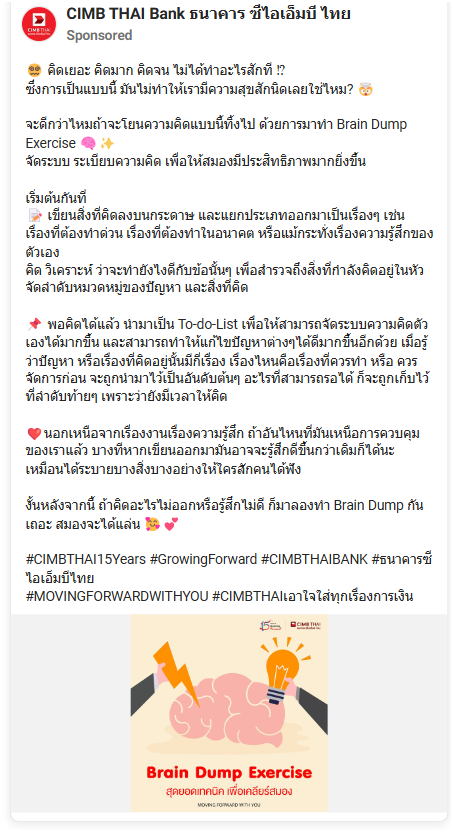 CIMB THAI
CIMB THAI Bank ธนาคาร ซีไอเอ็มบี ไทย
Sponsored
😵‍💫 คิดเยอะ คิดมาก คิดจน ไม่ได้ทำอะไรสักที ⁉
ซึ่งการเป็นแบบนี้ มันไม่ทำให้เรามีความสุขสักนิดเลยใช่ไหม? 🤯
จะดีกว่าไหมถ้าจะโยนความคิดแบบนี้ทิ้งไป ด้วยการมาทำ Brain Dump
Exercise 🧠 ✨
จัดระบบ ระเบียบความคิด เพื่อให้สมองมีประสิทธิภาพมากยิ่งขึ้น
เริ่มต้นกันที่
📝 เขียนสิ่งที่คิดลงบนกระดาษ และแยกประเภทออกมาเป็นเรื่องๆ เช่น
เรื่องที่ต้องทำด่วน เรื่องที่ต้องทำในอนาคต หรือแม้กระทั่งเรื่องความรู้สึกของ
ตัวเอง
คิด วิเคราะห์ ว่าจะทำยังไงดีกับข้อนั้นๆ เพื่อสำรวจถึงสิ่งที่กำลังคิดอยู่ในหัว
จัดลำดับหมวดหมู่ของปัญหา และสิ่งที่คิด
📌 พอคิดได้แล้ว นำมาเป็น To-do-List เพื่อให้สามารถจัดระบบความคิดตัว
เองได้มากขึ้น และสามารถทำให้แก้ไขปัญหาต่างๆได้ดีมากขึ้นอีกด้วย เมื่อรู้
ว่าปัญหา หรือเรื่องที่คิดอยู่นั้นมีกี่เรื่อง เรื่องไหนคือเรื่องที่ควรทำ หรือ ควร
จัดการก่อน จะถูกนำมาไว้เป็นอันดับต้นๆ อะไรที่สามารถรอได้ ก็จะถูกเก็บไว้
ที่ลำดับท้ายๆ เพราะว่ายังมีเวลาให้คิด
❤️ นอกเหนือจากเรื่องงานเรื่องความรู้สึก ถ้าอันไหนที่มันเหนือการควบคุม
ของเราแล้ว บางทีหากเขียนออกมามันอาจจะรู้สึกดีขึ้นกว่าเดิมก็ได้นะ
เหมือนได้ระบายบางสิ่งบางอย่างให้ใครสักคนได้ฟัง
งั้นหลังจากนี้ ถ้าคิดอะไรไม่ออกหรือรู้สึกไม่ดี ก็มาลองทำ Brain Dump กัน
เถอะ สมองจะได้แล่น 🥰 💕
#CIMBTHAI15Years #GrowingForward #CIMBTHAIBANK #ธนาคารซี
ไอเอ็มบีไทย
#MOVINGFORWARDWITHYOU #CIMBTHAIเอาใจใส่ทุกเรื่องการเงิน
15 CIMB THAI
Brain Dump Exercise
สุดยอดเทคนิค เพื่อเคลียร์สมอง
MOVING FORWARD WITH YOU